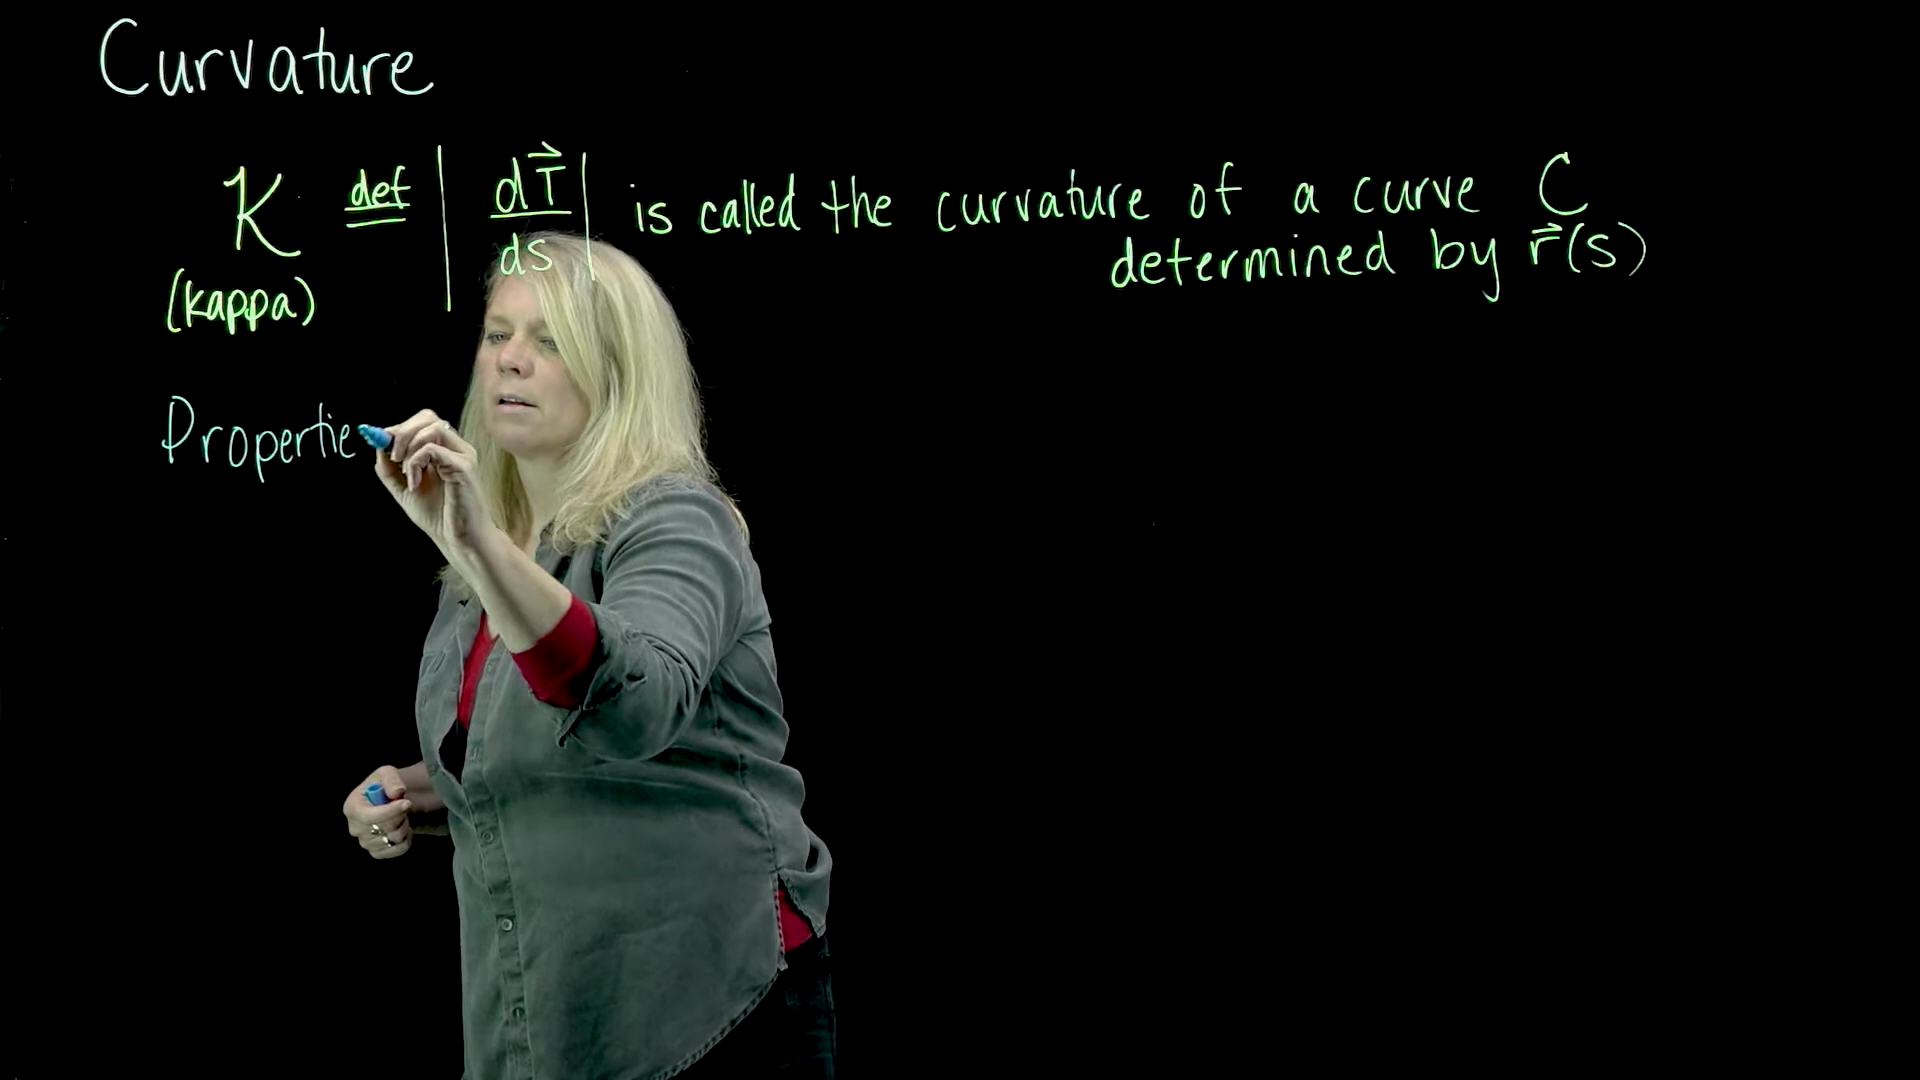 Curvature
K def | dT⃗/ds | is called the curvature of a curve C
determined by r⃗(s)
(kappa)
Propertie